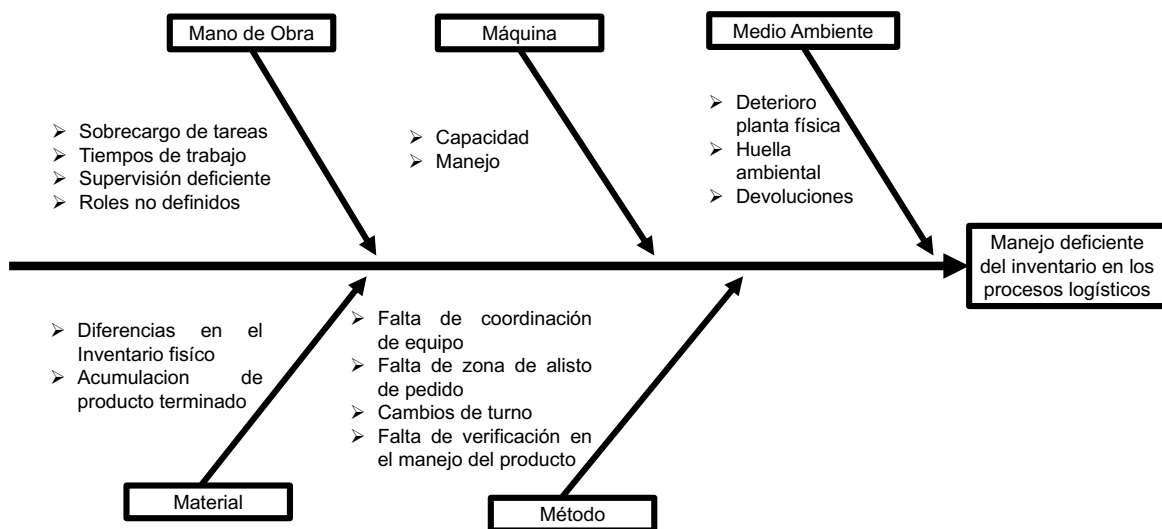 Mano de Obra
Máquina
Medio Ambiente
➢ Sobrecargo de tareas
➢ Tiempos de trabajo
➢ Supervisión deficiente
➢ Roles no definidos
➢ Capacidad
➢ Manejo
➢ Deterioro
planta física
➢ Huella
ambiental
➢ Devoluciones
Manejo deficiente
del inventario en los
procesos logísticos
➢ Diferencias en el
Inventario fisíco
➢ Acumulacion de
producto terminado
➢ Falta de coordinación
de equipo
➢ Falta de zona de alisto
de pedido
➢ Cambios de turno
➢ Falta de verificación en
el manejo del producto
Material
Método